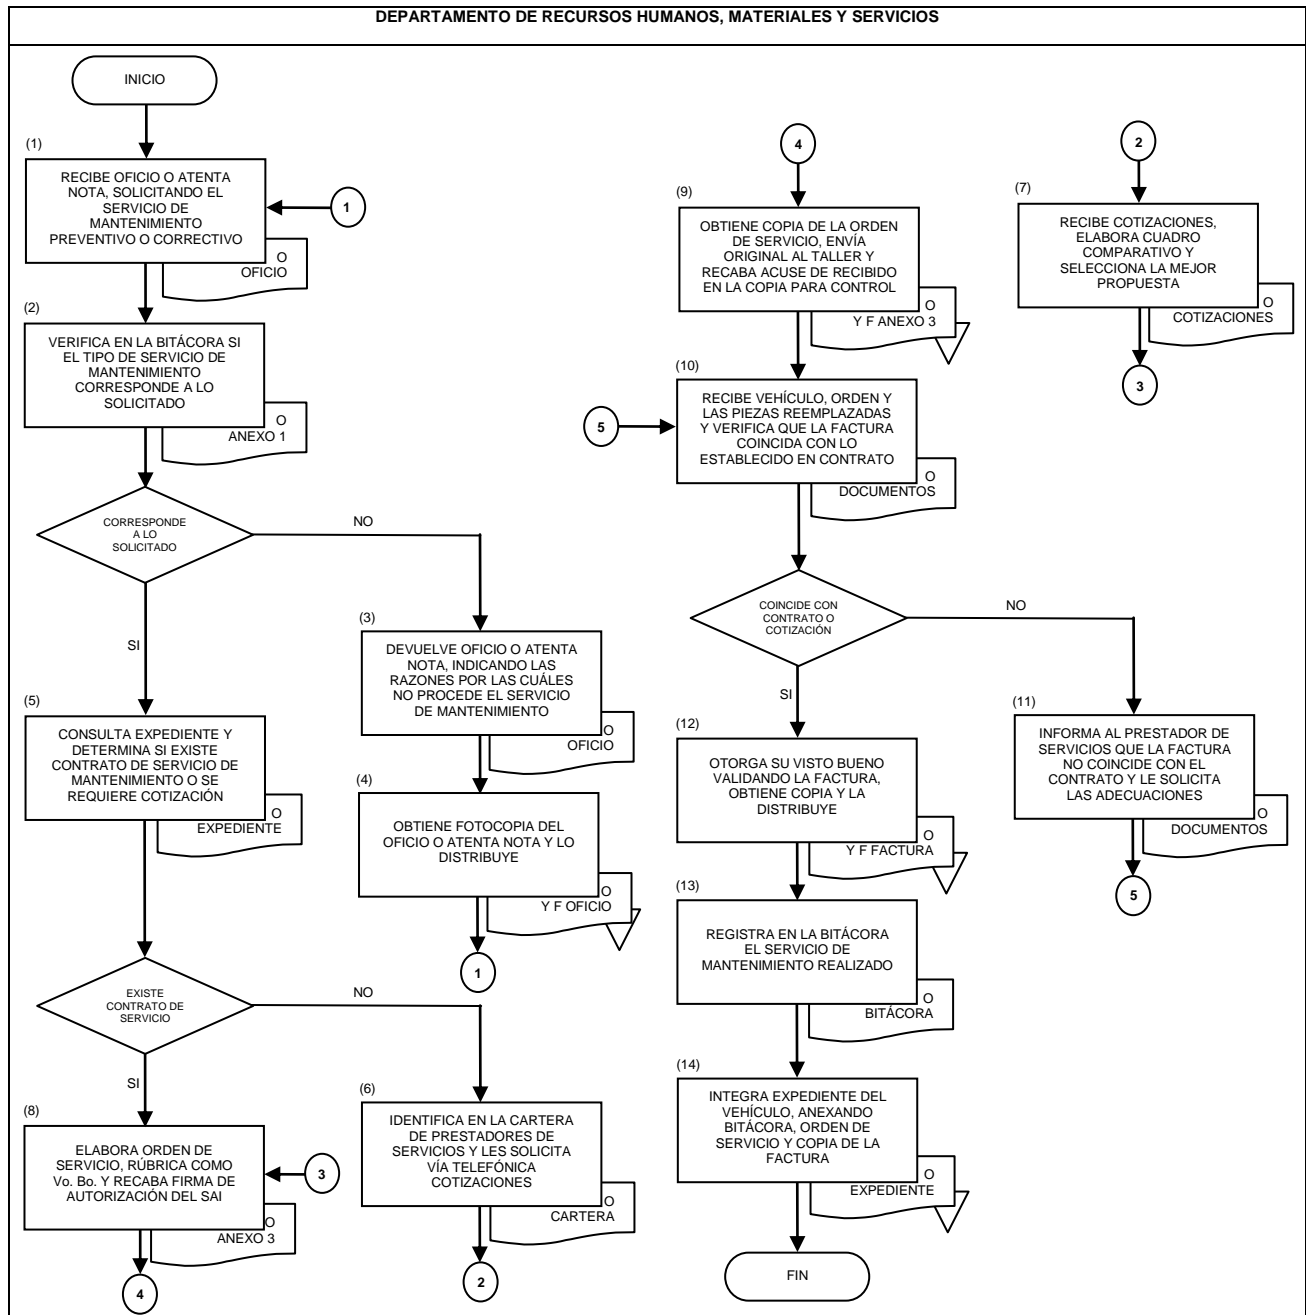 DEPARTAMENTO DE RECURSOS HUMANOS, MATERIALES Y SERVICIOS
INICIO
(1)
RECIBE OFICIO O ATENTA
NOTA, SOLICITANDO EL
SERVICIO DE
MANTENIMIENTO
PREVENTIVO O CORRECTIVO
1
O
OFICIO
(2)
VERIFICA EN LA BITÁCORA SI
EL TIPO DE SERVICIO DE
MANTENIMIENTO
CORRESPONDE A LO
SOLICITADO
O
ANEXO 1
CORRESPONDE
A LO
SOLICITADO
NO
SI
(3)
DEVUELVE OFICIO O ATENTA
NOTA, INDICANDO LAS
RAZONES POR LAS CUÁLES
NO PROCEDE EL SERVICIO
DE MANTENIMIENTO
O
OFICIO
(4)
OBTIENE FOTOCOPIA DEL
OFICIO O ATENTA NOTA Y LO
DISTRIBUYE
O
Y F OFICIO
1
(5)
CONSULTA EXPEDIENTE Y
DETERMINA SI EXISTE
CONTRATO DE SERVICIO DE
MANTENIMIENTO O SE
REQUIERE COTIZACIÓN
O
EXPEDIENTE
EXISTE
CONTRATO DE
SERVICIO
NO
SI
(6)
IDENTIFICA EN LA CARTERA
DE PRESTADORES DE
SERVICIOS Y LES SOLICITA
VÍA TELEFÓNICA
COTIZACIONES
O
CARTERA
2
(8)
ELABORA ORDEN DE
SERVICIO, RÚBRICA COMO
Vo. Bo. Y RECABA FIRMA DE
AUTORIZACIÓN DEL SAI
3
O
ANEXO 3
4
4
(9)
OBTIENE COPIA DE LA ORDEN
DE SERVICIO, ENVÍA
ORIGINAL AL TALLER Y
RECABA ACUSE DE RECIBIDO
EN LA COPIA PARA CONTROL
O
Y F ANEXO 3
(10)
RECIBE VEHÍCULO, ORDEN Y
LAS PIEZAS REEMPLAZADAS
Y VERIFICA QUE LA FACTURA
COINCIDA CON LO
ESTABLECIDO EN CONTRATO
5
O
DOCUMENTOS
COINCIDE CON
CONTRATO O
COTIZACIÓN
NO
SI
(12)
OTORGA SU VISTO BUENO
VALIDANDO LA FACTURA,
OBTIENE COPIA Y LA
DISTRIBUYE
O
Y F FACTURA
(13)
REGISTRA EN LA BITÁCORA
EL SERVICIO DE
MANTENIMIENTO REALIZADO
O
BITÁCORA
(14)
INTEGRA EXPEDIENTE DEL
VEHÍCULO, ANEXANDO
BITÁCORA, ORDEN DE
SERVICIO Y COPIA DE LA
FACTURA
O
EXPEDIENTE
FIN
2
(7)
RECIBE COTIZACIONES,
ELABORA CUADRO
COMPARATIVO Y
SELECCIONA LA MEJOR
PROPUESTA
O
COTIZACIONES
3
(11)
INFORMA AL PRESTADOR DE
SERVICIOS QUE LA FACTURA
NO COINCIDE CON EL
CONTRATO Y LE SOLICITA
LAS ADECUACIONES
O
DOCUMENTOS
5